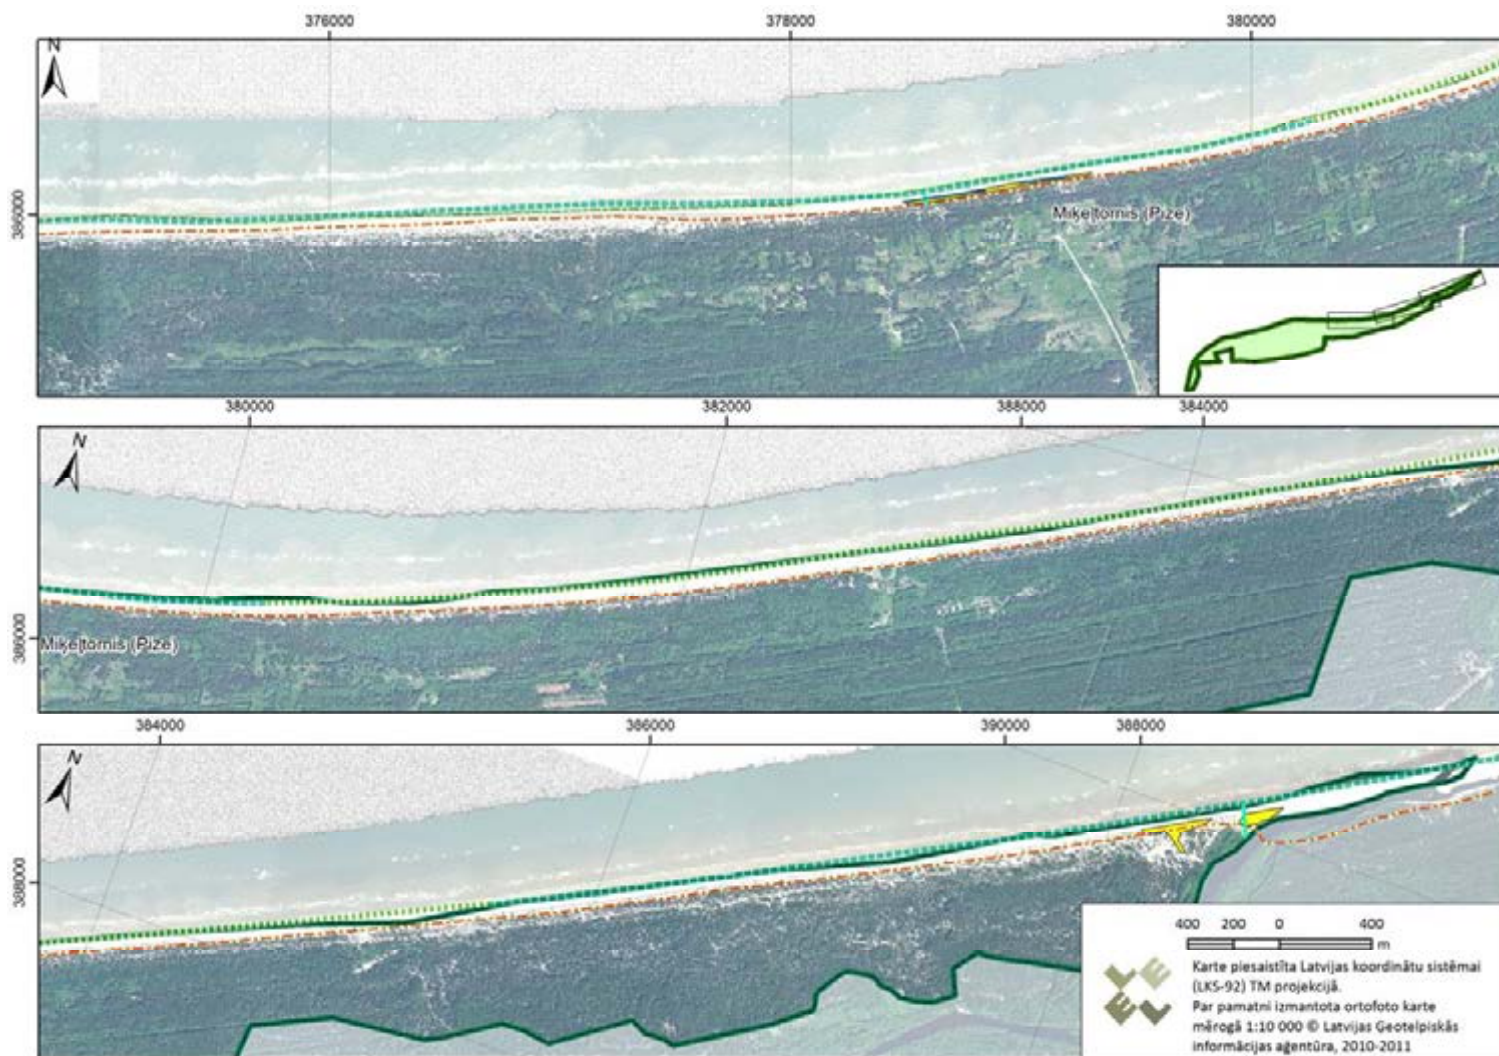 376000 378000 380000
N
386000
Miķeļtornis (Pize)
380000 382000 388000 384000
N
386000
Miķeļtornis (Pize)
384000 386000 390000 388000
N
388000
400 200 0 400
m
Karte piesaistīta Latvijas koordinātu sistēmai
(LKS-92) TM projekcijā.
Par pamatni izmantota ortofoto karte
mērogā 1:10 000 © Latvijas Ģeotelpiskās
informācijas aģentūra, 2010-2011